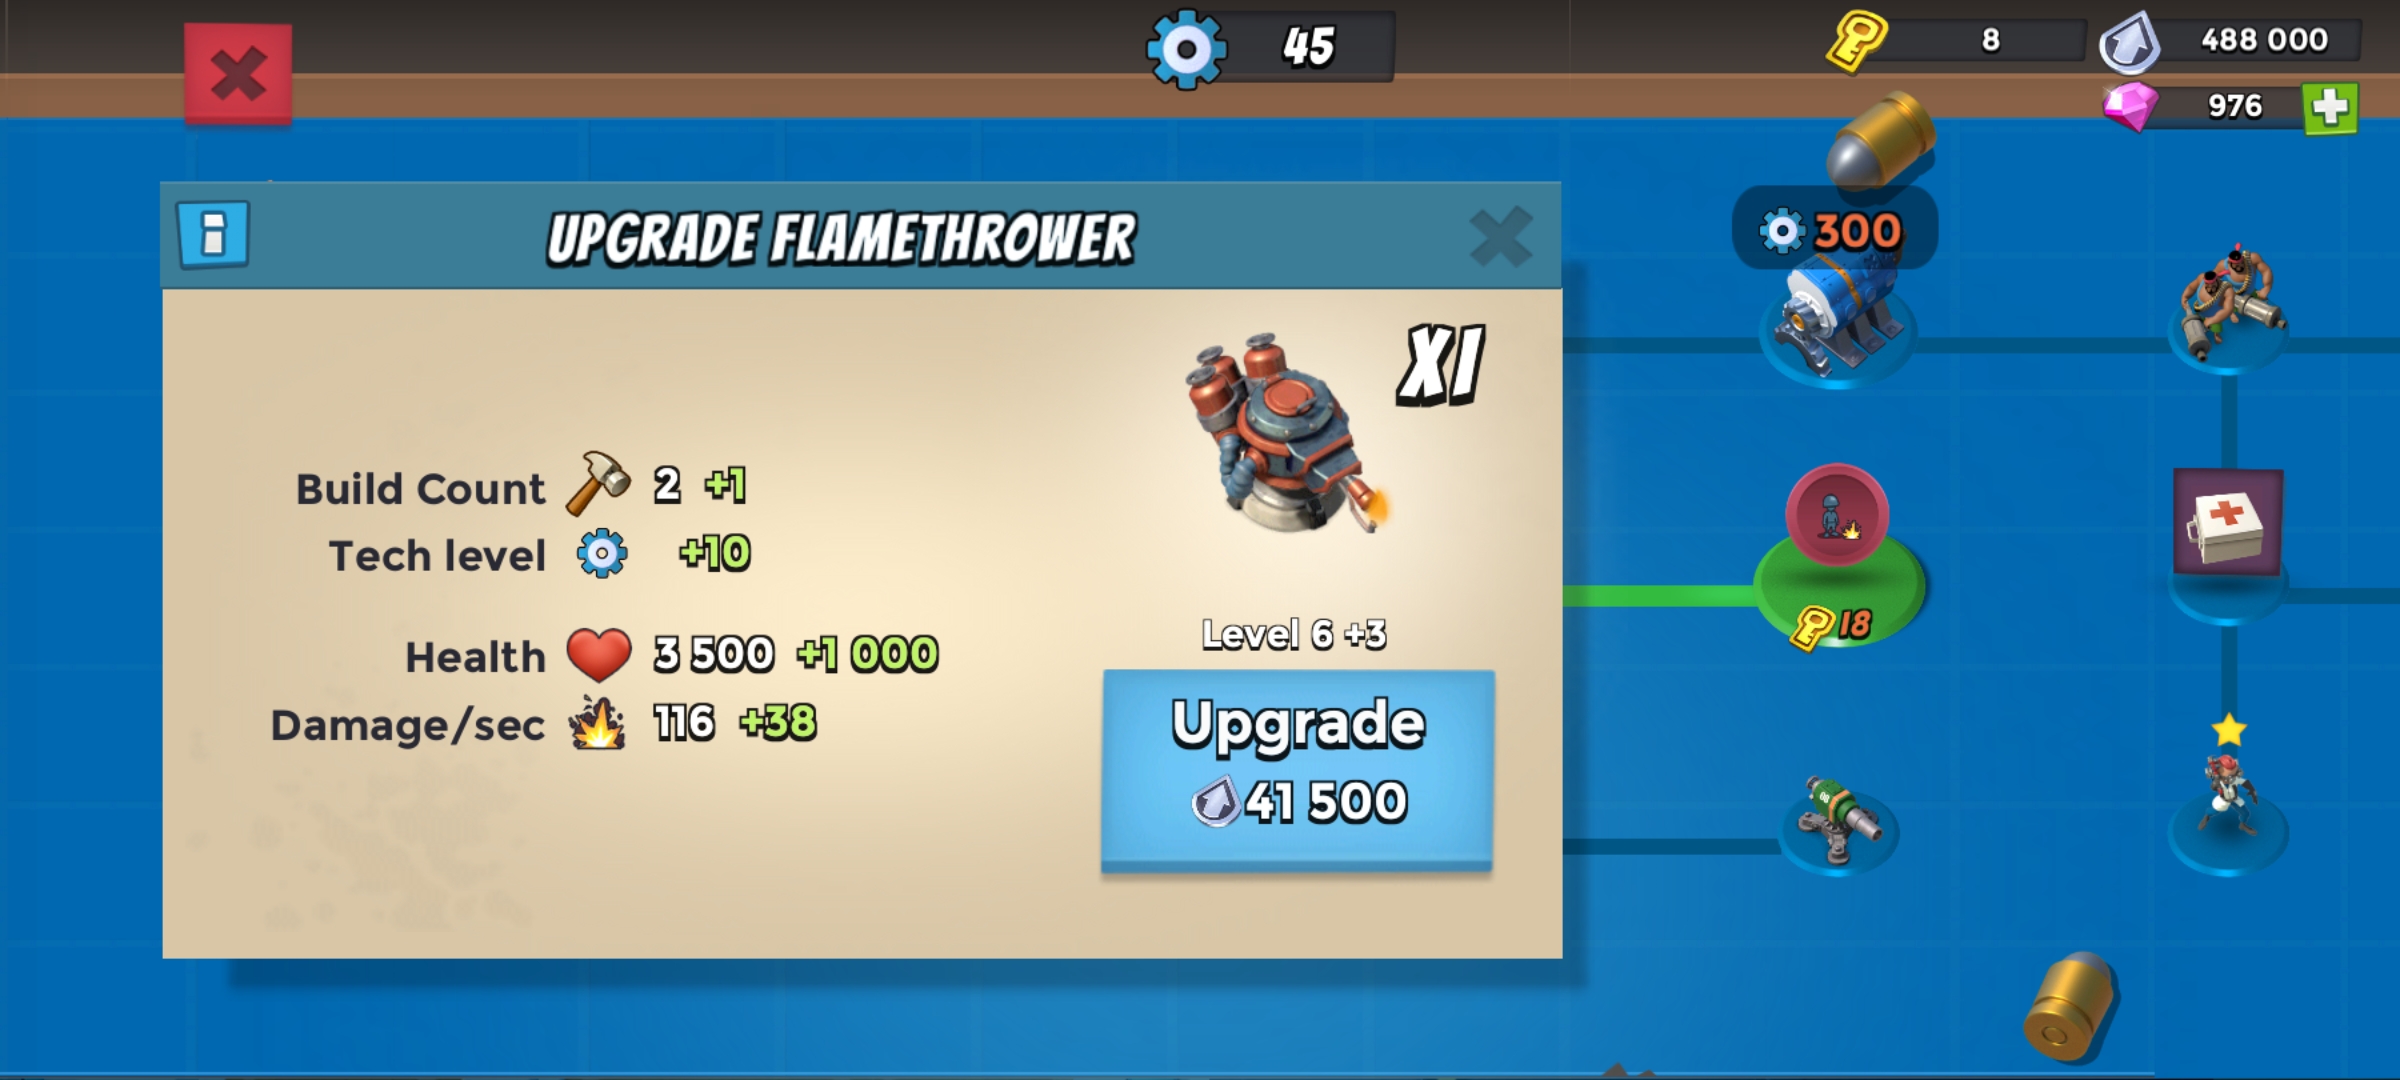 45
8
488 000
976
UPGRADE FLAMETHROWER
300
XI
Build Count 2 +1
Tech level +10
Health 3 500 +1 000
Damage/sec 116 +38
Level 6 +3
Upgrade
41 500
18